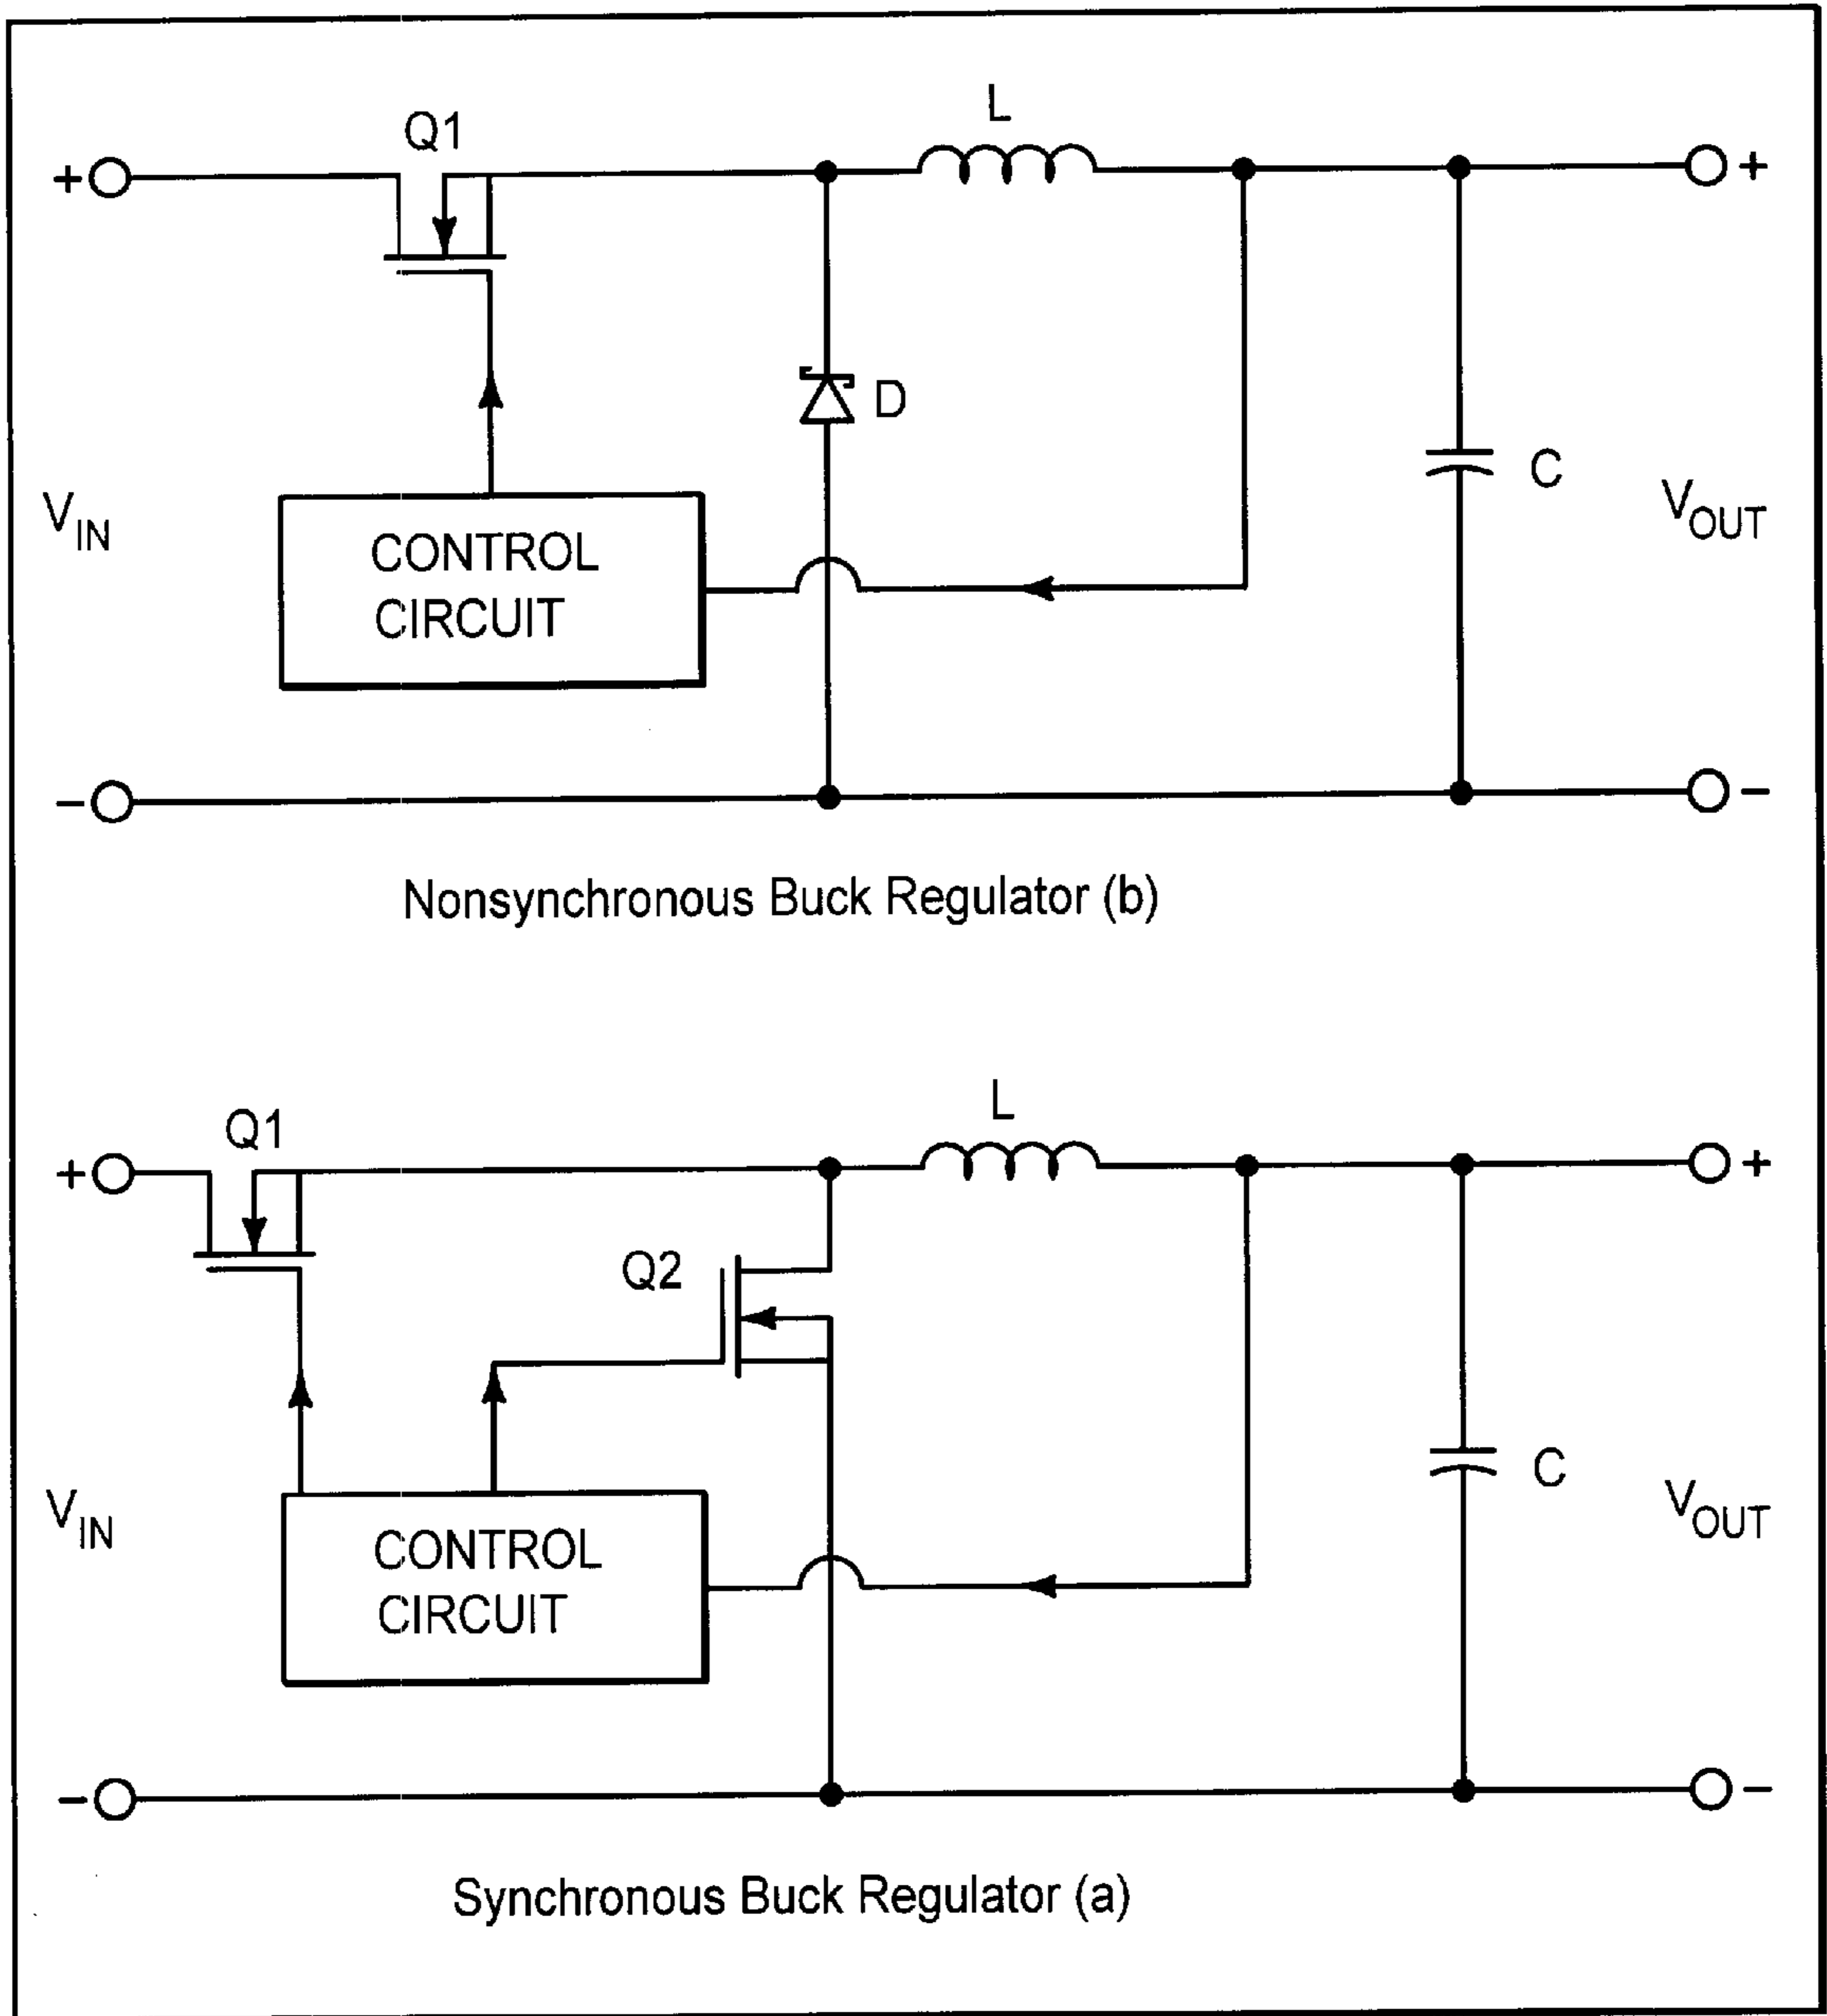 Q1
L
+
+
D
C
V_IN
V_OUT
CONTROL
CIRCUIT
−
−
Nonsynchronous Buck Regulator (b)
Q1
L
+
+
Q2
C
V_IN
V_OUT
CONTROL
CIRCUIT
−
−
Synchronous Buck Regulator (a)